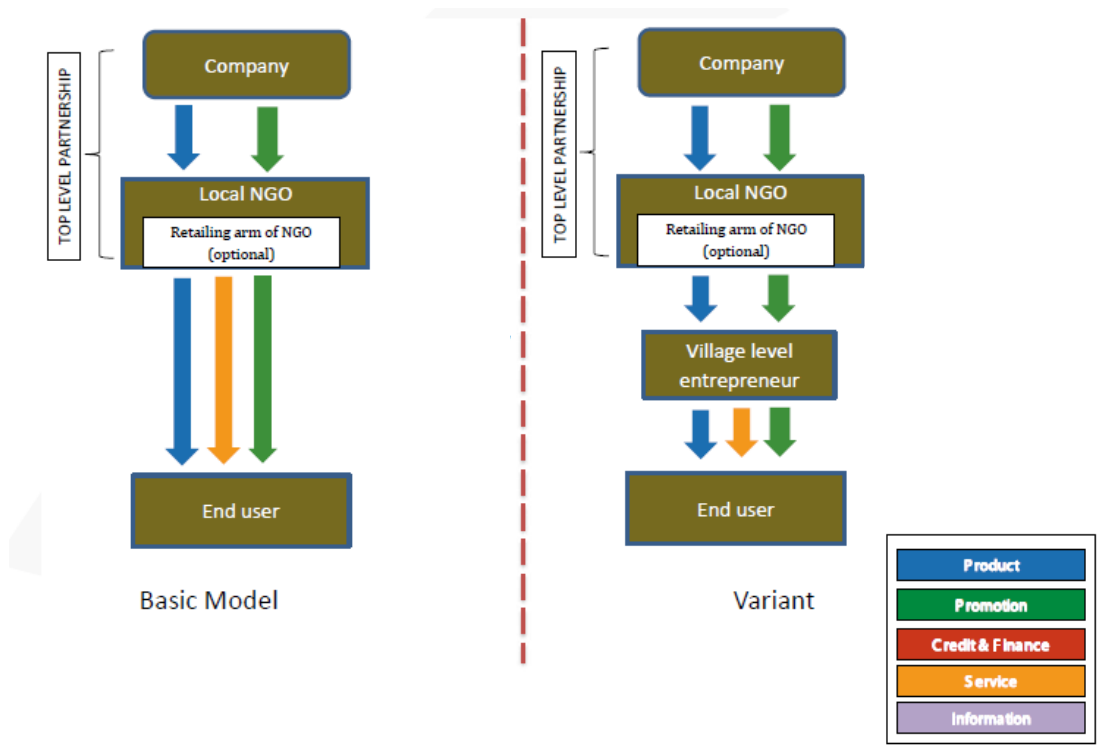 TOP LEVEL PARTNERSHIP
Company
Local NGO
Retailing arm of NGO
(optional)
End user
Basic Model
TOP LEVEL PARTNERSHIP
Company
Local NGO
Retailing arm of NGO
(optional)
Village level
entrepreneur
End user
Variant
Product
Promotion
Credit & Finance
Service
Information